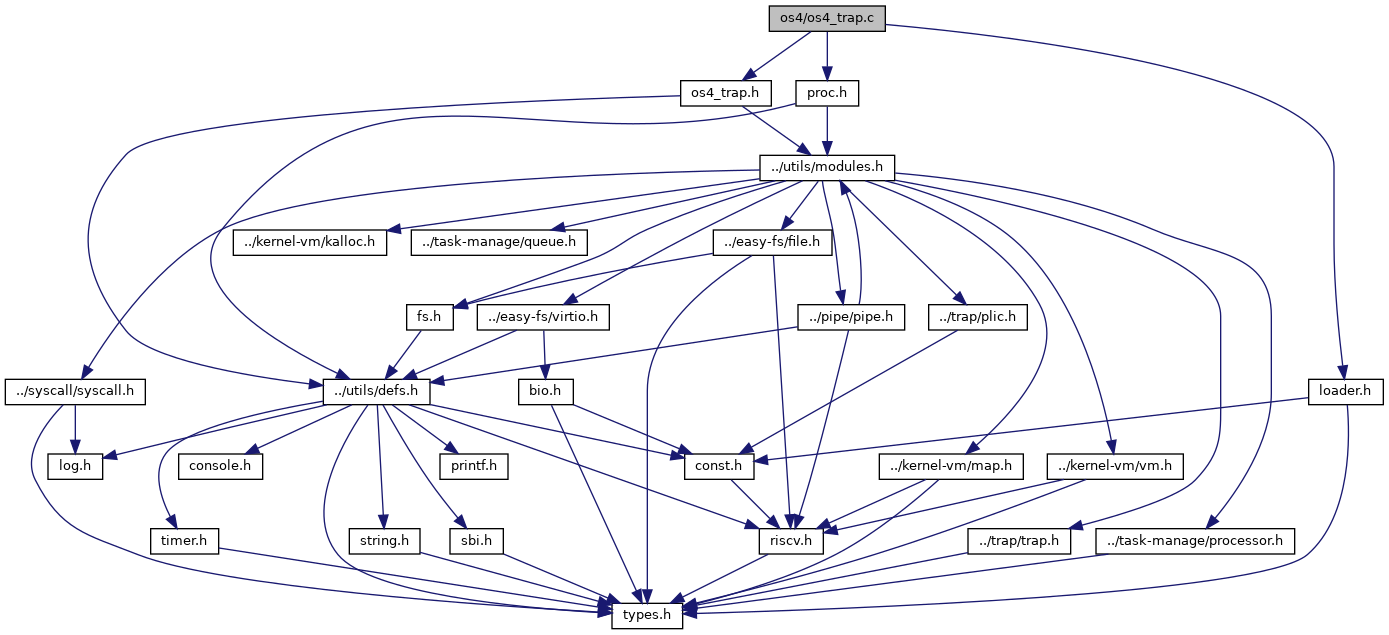 os4/os4_trap.c
os4_trap.h
proc.h
../utils/modules.h
../kernel-vm/kalloc.h
../task-manage/queue.h
../easy-fs/file.h
fs.h
../easy-fs/virtio.h
../pipe/pipe.h
../trap/plic.h
../syscall/syscall.h
../utils/defs.h
bio.h
loader.h
log.h
console.h
printf.h
const.h
../kernel-vm/map.h
../kernel-vm/vm.h
timer.h
string.h
sbi.h
riscv.h
../trap/trap.h
../task-manage/processor.h
types.h